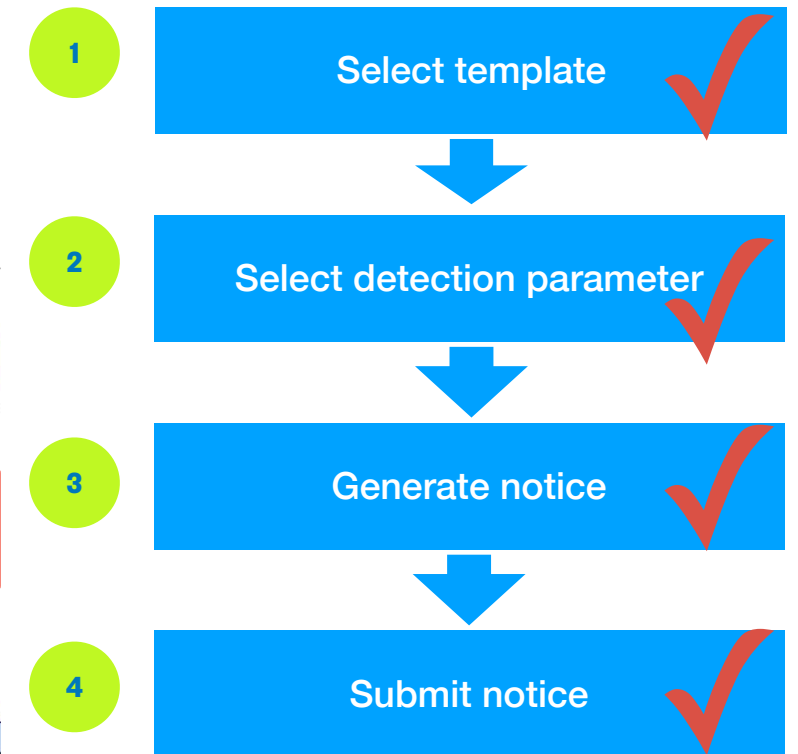 1
Select template
2
Select detection parameter
3
Generate notice
4
Submit notice